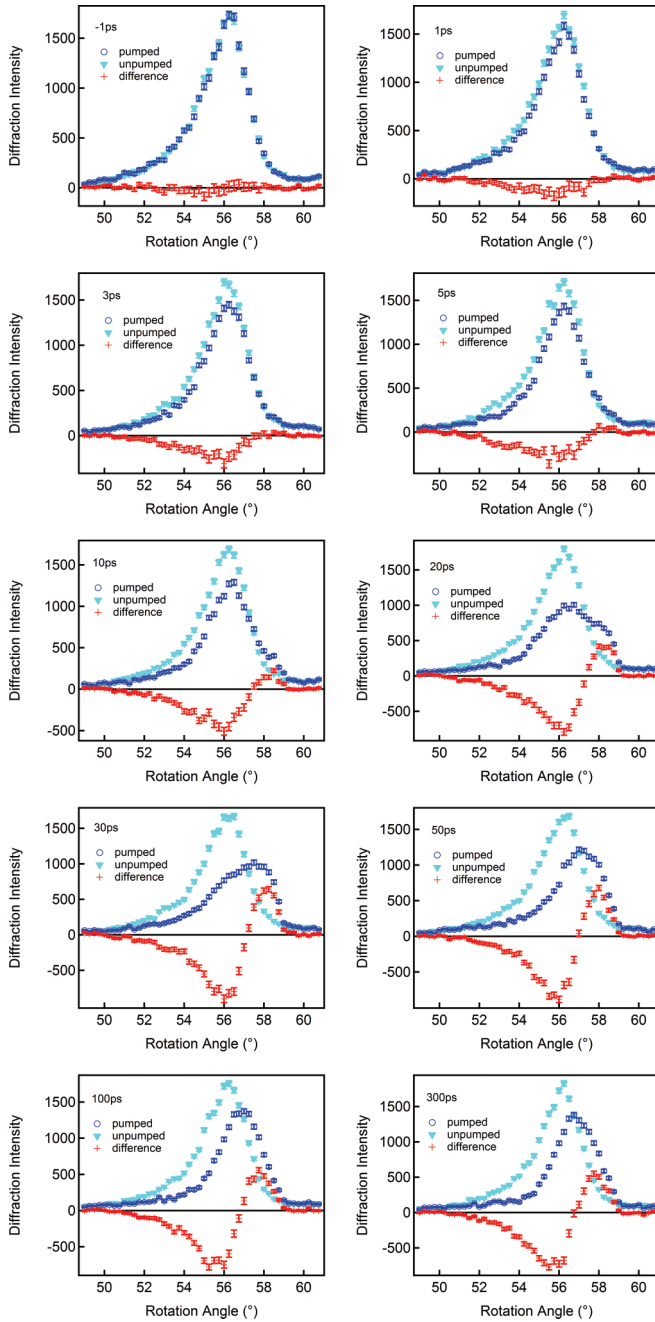 -1ps
pumped
unpumped
difference
1500
1000
500
0
50 52 54 56 58 60
Rotation Angle (°)
Diffraction Intensity
1ps
pumped
unpumped
difference
1500
1000
500
0
50 52 54 56 58 60
Rotation Angle (°)
Diffraction Intensity
3ps
pumped
unpumped
difference
1500
1000
500
0
50 52 54 56 58 60
Rotation Angle (°)
Diffraction Intensity
5ps
pumped
unpumped
difference
1500
1000
500
0
50 52 54 56 58 60
Rotation Angle (°)
Diffraction Intensity
10ps
pumped
unpumped
difference
1500
1000
500
0
-500
50 52 54 56 58 60
Rotation Angle (°)
Diffraction Intensity
20ps
pumped
unpumped
difference
1500
1000
500
0
-500
50 52 54 56 58 60
Rotation Angle (°)
Diffraction Intensity
30ps
pumped
unpumped
difference
1500
1000
500
0
-500
50 52 54 56 58 60
Rotation Angle (°)
Diffraction Intensity
50ps
pumped
unpumped
difference
1500
1000
500
0
-500
50 52 54 56 58 60
Rotation Angle (°)
Diffraction Intensity
100ps
pumped
unpumped
difference
1500
1000
500
0
-500
50 52 54 56 58 60
Rotation Angle (°)
Diffraction Intensity
300ps
pumped
unpumped
difference
1500
1000
500
0
-500
50 52 54 56 58 60
Rotation Angle (°)
Diffraction Intensity